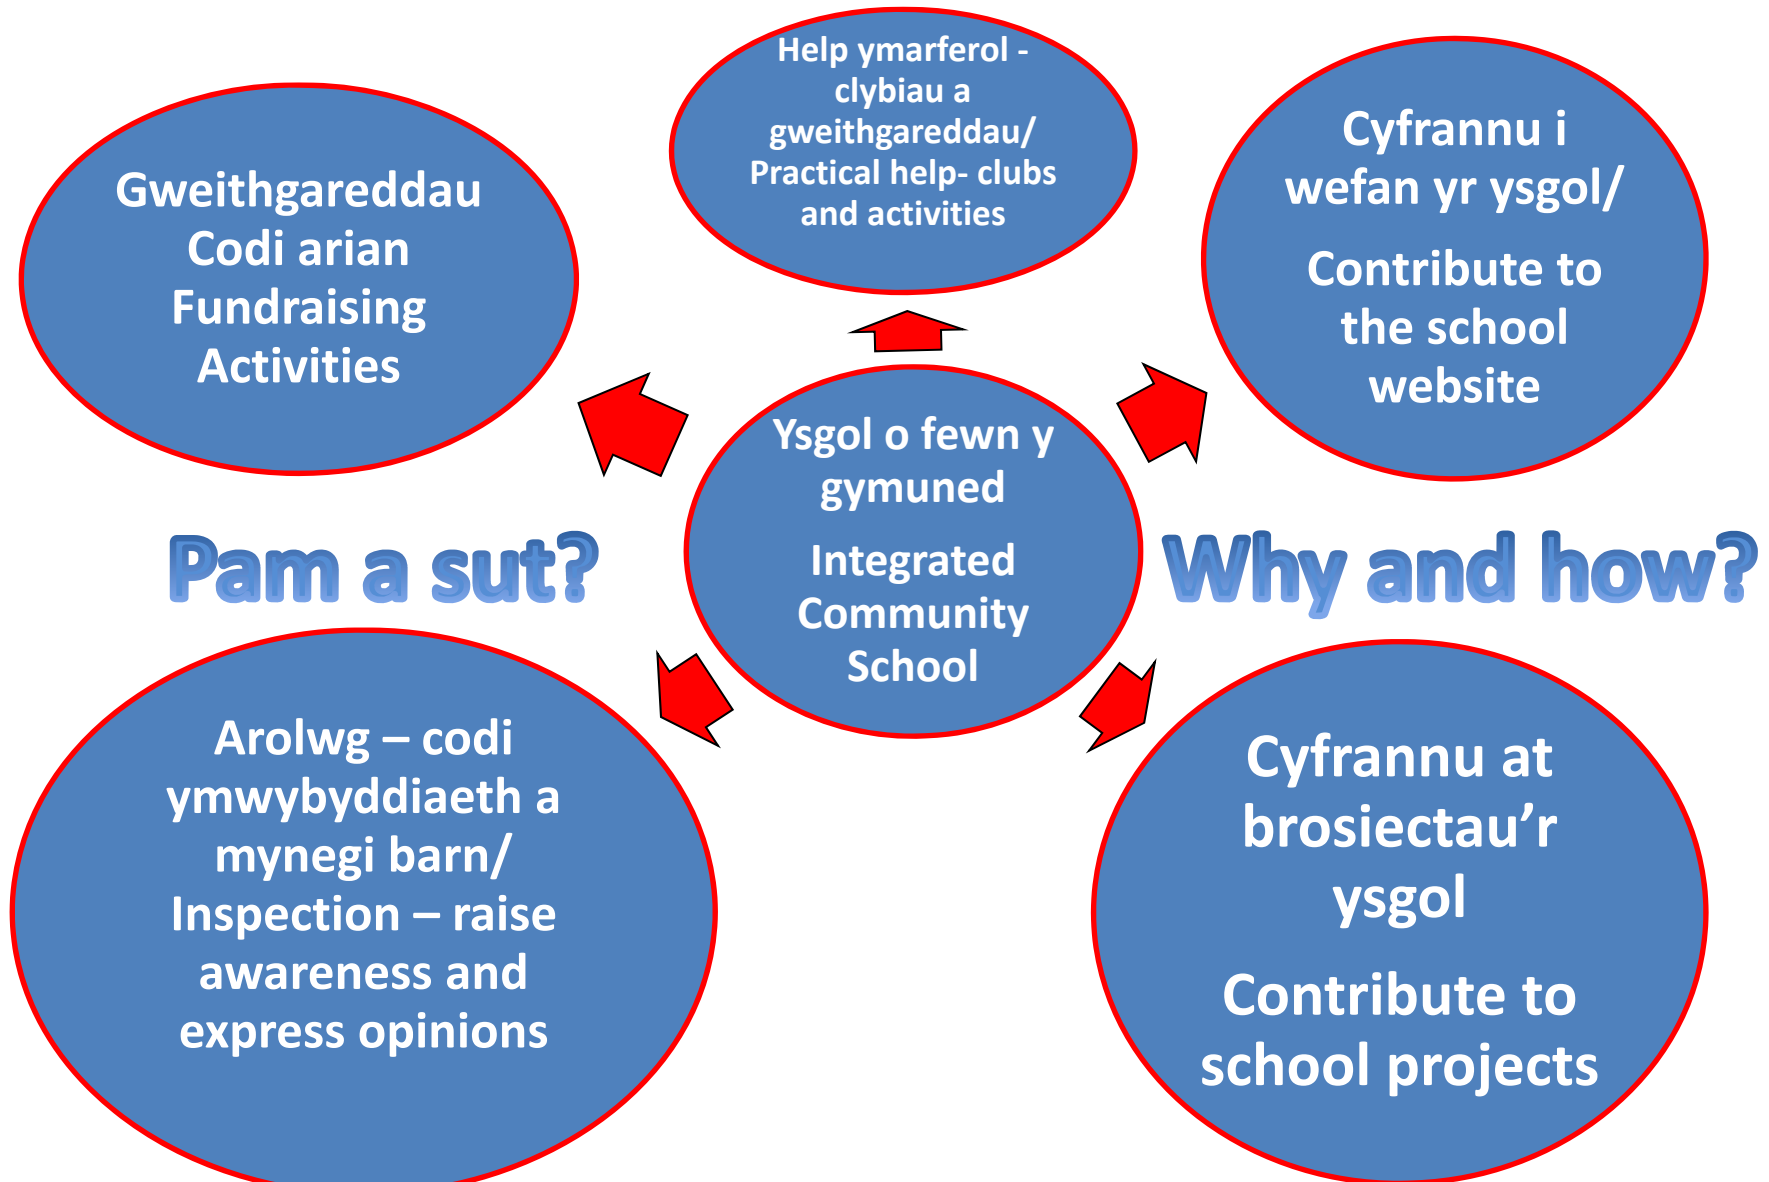 Help ymarferol -
clybiau a
gweithgareddau/
Practical help- clubs
and activities
Gweithgareddau
Codi arian
Fundraising
Activities
Cyfrannu i
wefan yr ysgol/
Contribute to
the school
website
Ysgol o fewn y
gymuned
Integrated
Community
School
Pam a sut?
Why and how?
Arolwg – codi
ymwybyddiaeth a
mynegi barn/
Inspection – raise
awareness and
express opinions
Cyfrannu at
brosiectau’r
ysgol
Contribute to
school projects